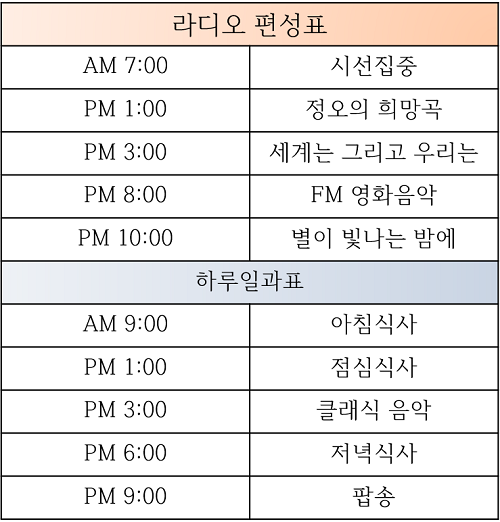 라디오 편성표
AM 7:00 시선집중
PM 1:00 정오의 희망곡
PM 3:00 세계는 그리고 우리는
PM 8:00 FM 영화음악
PM 10:00 별이 빛나는 밤에
하루일과표
AM 9:00 아침식사
PM 1:00 점심식사
PM 3:00 클래식 음악
PM 6:00 저녁식사
PM 9:00 팝송